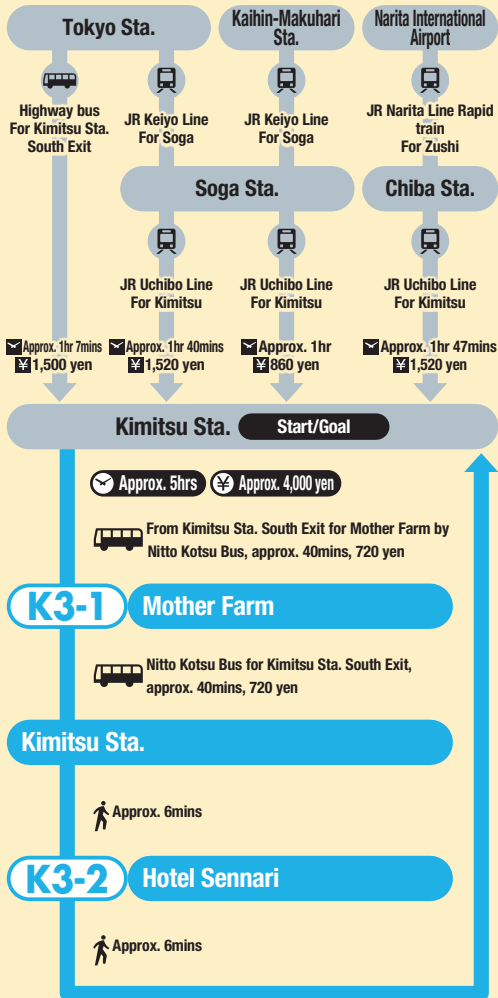 Tokyo Sta.
Kaihin-Makuhari
Sta.
Narita International
Airport
Highway bus
For Kimitsu Sta.
South Exit
JR Keiyo Line
For Soga
JR Keiyo Line
For Soga
JR Narita Line Rapid
train
For Zushi
Soga Sta.
Chiba Sta.
JR Uchibo Line
For Kimitsu
JR Uchibo Line
For Kimitsu
JR Uchibo Line
For Kimitsu
Approx. 1hr 7mins
¥ 1,500 yen
Approx. 1hr 40mins
¥ 1,520 yen
Approx. 1hr
¥ 860 yen
Approx. 1hr 47mins
¥ 1,520 yen
Kimitsu Sta. Start/Goal
Approx. 5hrs ¥ Approx. 4,000 yen
From Kimitsu Sta. South Exit for Mother Farm by
Nitto Kotsu Bus, approx. 40mins, 720 yen
K3-1 Mother Farm
Nitto Kotsu Bus for Kimitsu Sta. South Exit,
approx. 40mins, 720 yen
Kimitsu Sta.
Approx. 6mins
K3-2 Hotel Sennari
Approx. 6mins